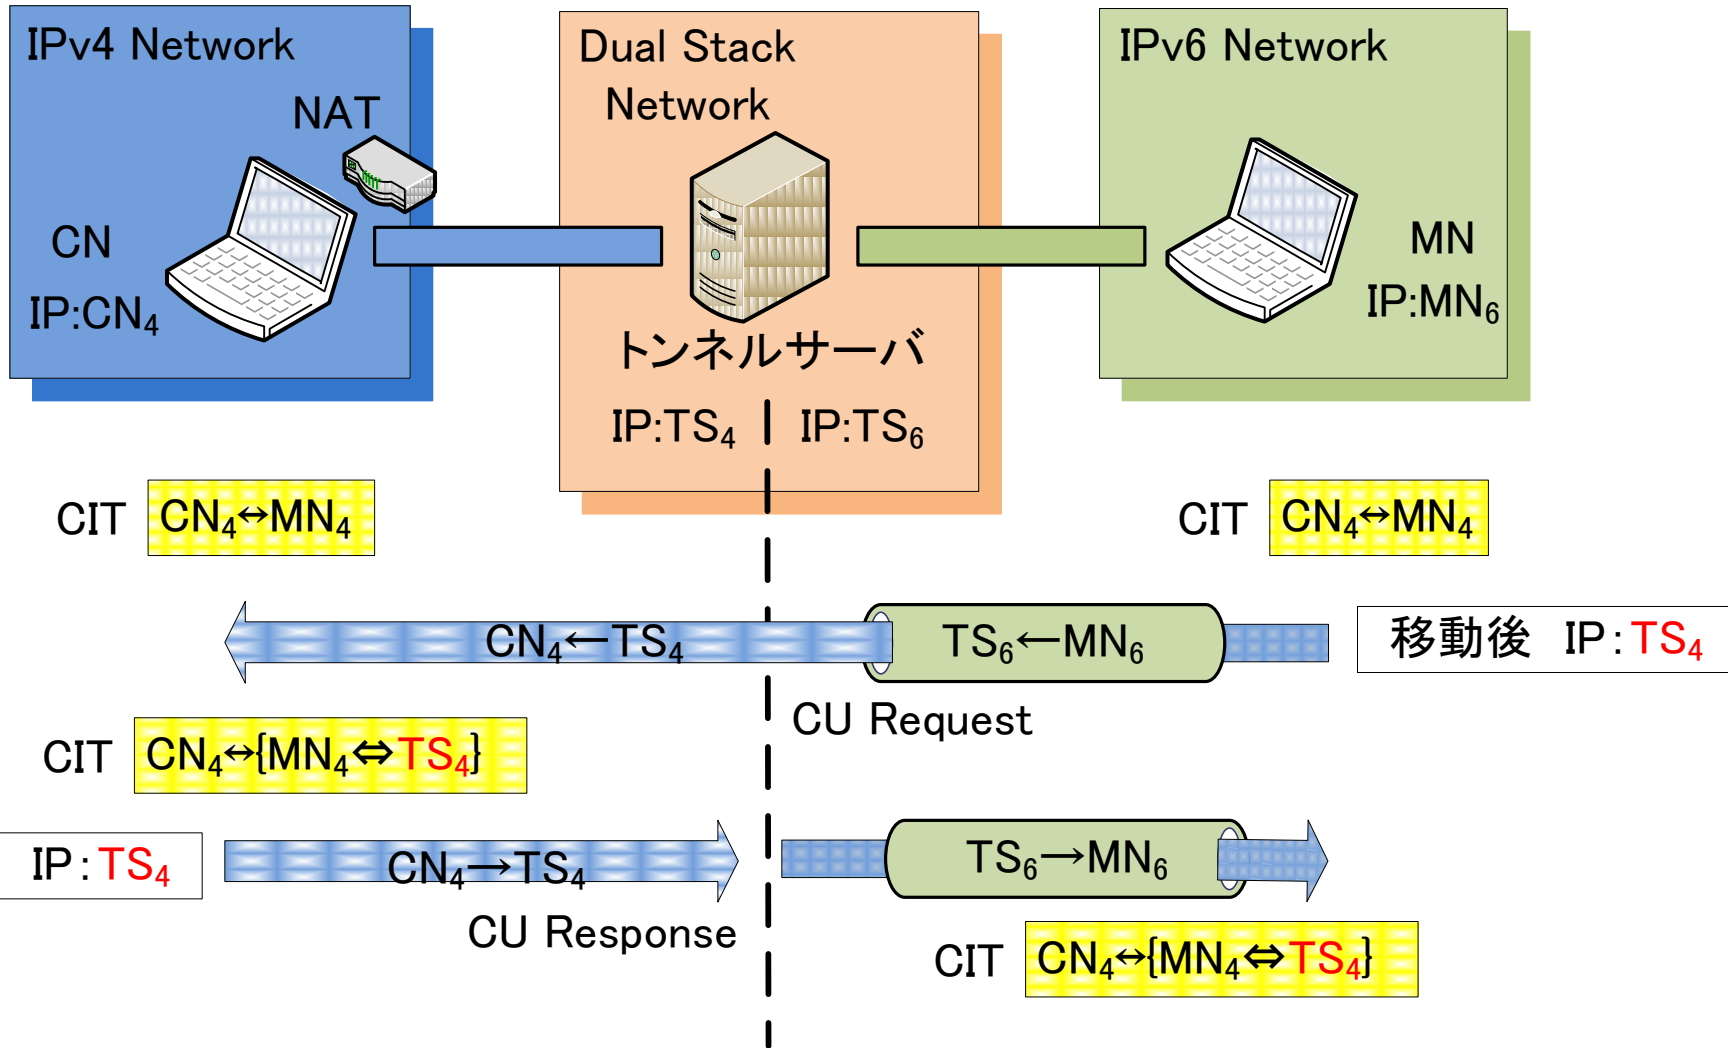 IPv4 Network
NAT
CN
IP:CN₄
Dual Stack
Network
トンネルサーバ
IP:TS₄
IP:TS₆
IPv6 Network
MN
IP:MN₆
CIT CN₄↔MN₄
CIT CN₄↔MN₄
CN₄←TS₄
TS₆←MN₆
移動後 IP:TS₄
CU Request
CIT CN₄↔{MN₄⇔TS₄}
IP:TS₄
CN₄→TS₄
TS₆→MN₆
CU Response
CIT CN₄↔{MN₄⇔TS₄}